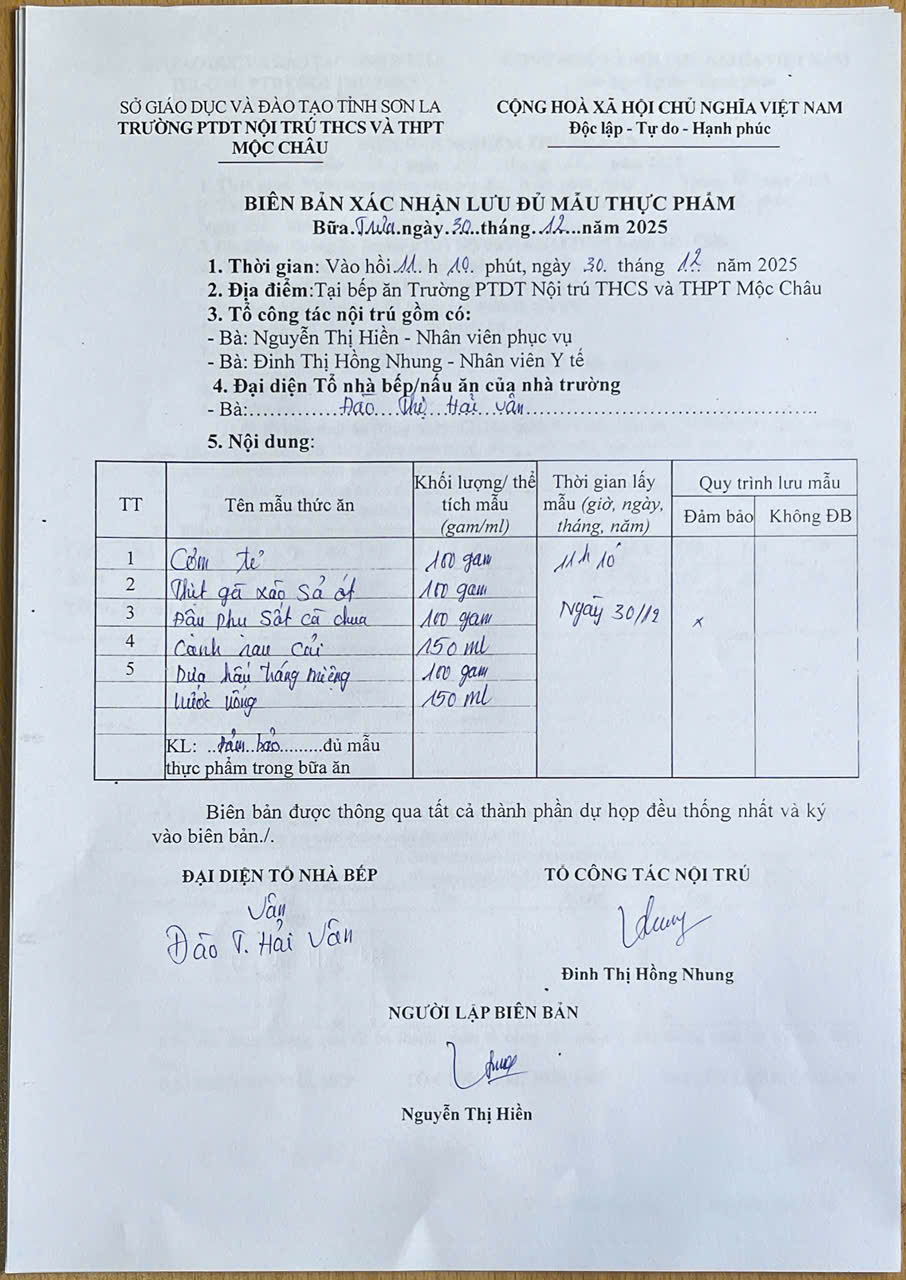 SỞ GIÁO DỤC VÀ ĐÀO TẠO TỈNH SƠN LA
TRƯỜNG PTDT NỘI TRÚ THCS VÀ THPT
MỘC CHÂU
CỘNG HOÀ XÃ HỘI CHỦ NGHĨA VIỆT NAM
Độc lập - Tự do - Hạnh phúc
BIÊN BẢN XÁC NHẬN LƯU ĐỦ MẪU THỰC PHẨM
Bữa.Trưa.ngày.30..tháng.12...năm 2025
1. Thời gian: Vào hồi.11. h 10. phút, ngày 30. tháng 12. năm 2025
2. Địa điểm:Tại bếp ăn Trường PTDT Nội trú THCS và THPT Mộc Châu
3. Tổ công tác nội trú gồm có:
- Bà: Nguyễn Thị Hiền - Nhân viên phục vụ
- Bà: Đinh Thị Hồng Nhung - Nhân viên Y tế
4. Đại diện Tổ nhà bếp/nấu ăn của nhà trường
- Bà:.............Đào...Thị...Hải...Vân..........................................
5. Nội dung:
TT Tên mẫu thức ăn Khối lượng/ thể tích mẫu (gam/ml) Thời gian lấy mẫu (giờ, ngày, tháng, năm) Quy trình lưu mẫu
Đảm bảo Không ĐB
1 Cơm tẻ 100 gam 11h 10'
2 Thịt gà xào sả ớt 100 gam
3 Đậu phụ sốt cà chua 100 gam Ngày 30/12 x
4 Canh rau cải 150 ml
5 Dưa hấu tráng miệng 100 gam
Nước uống 150 ml
KL: ..đảm..bảo.........đủ mẫu
thực phẩm trong bữa ăn
Biên bản được thông qua tất cả thành phần dự họp đều thống nhất và ký
vào biên bản./.
ĐẠI DIỆN TỔ NHÀ BẾP
Vân
Đào T. Hải Vân
TỔ CÔNG TÁC NỘI TRÚ
Nhung
Đinh Thị Hồng Nhung
NGƯỜI LẬP BIÊN BẢN
Nguyễn Thị Hiền